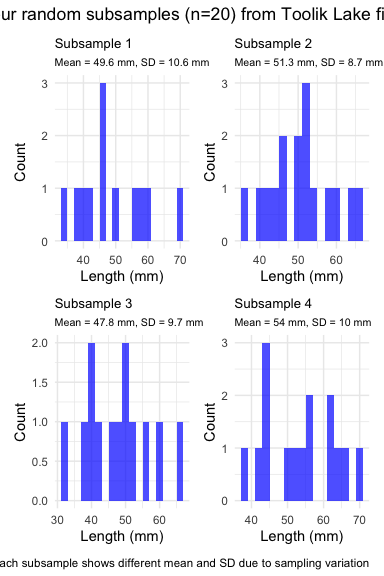 ur random subsamples (n=20) from Toolik Lake fi
Subsample 1
Mean = 49.6 mm, SD = 10.6 mm
3
2
1
0
Count
40 50 60 70
Length (mm)
Subsample 2
Mean = 51.3 mm, SD = 8.7 mm
3
2
1
0
Count
40 50 60
Length (mm)
Subsample 3
Mean = 47.8 mm, SD = 9.7 mm
2.0
1.5
1.0
0.5
0.0
Count
30 40 50 60
Length (mm)
Subsample 4
Mean = 54 mm, SD = 10 mm
3
2
1
0
Count
40 50 60 70
Length (mm)
ach subsample shows different mean and SD due to sampling variation